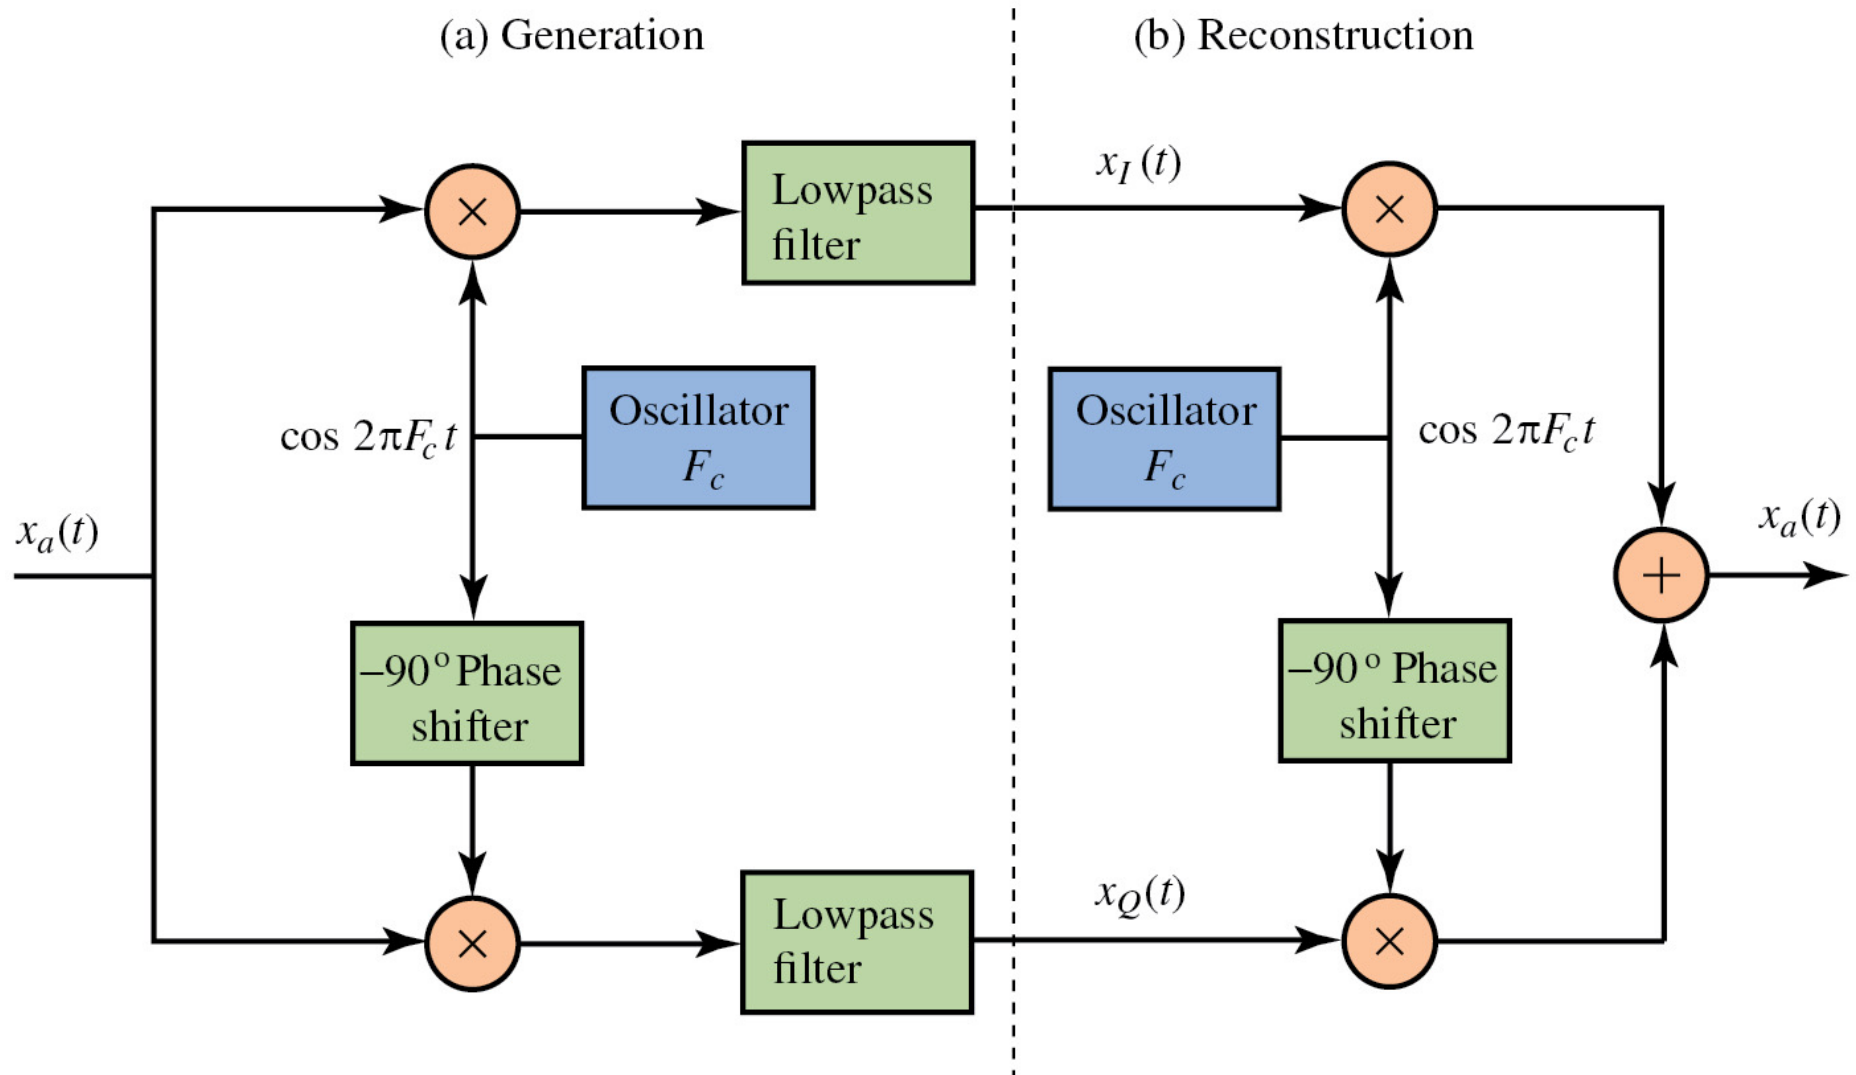 (a) Generation
(b) Reconstruction
×
Lowpass
filter
x_I(t)
×
cos 2πF_c t
Oscillator
F_c
Oscillator
F_c
cos 2πF_c t
x_a(t)
+
x_a(t)
–90° Phase
shifter
–90° Phase
shifter
×
Lowpass
filter
x_Q(t)
×